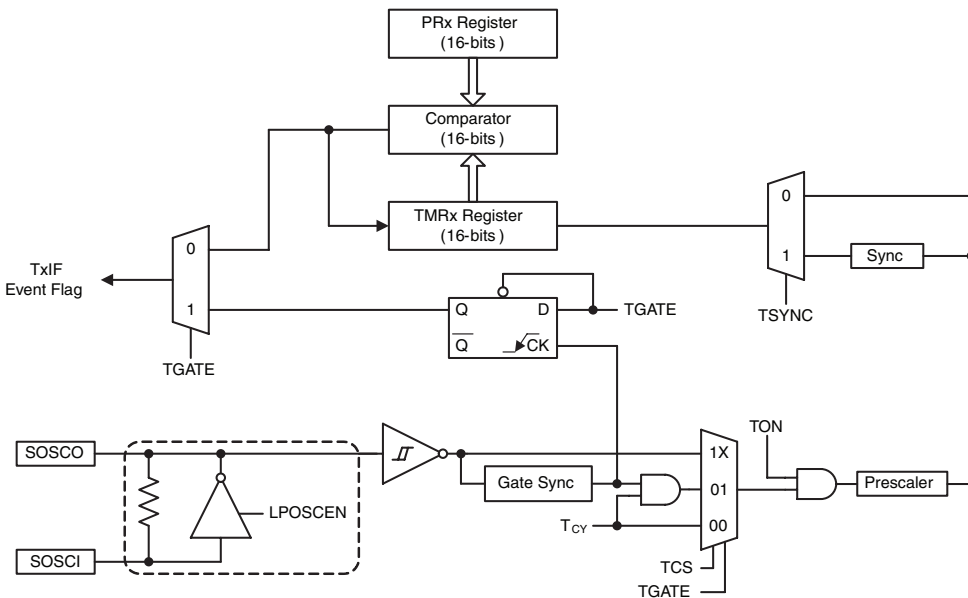 PRx Register
(16-bits )
Comparator
(16-bits )
TMRx Register
(16-bits )
0
1
Sync
TSYNC
0
1
TxIF
Event Flag
TGATE
Q
D
Q
CK
TGATE
SOSCO
SOSCI
LPOSCEN
Gate Sync
TCY
1X
01
00
TCS
TGATE
TON
Prescaler